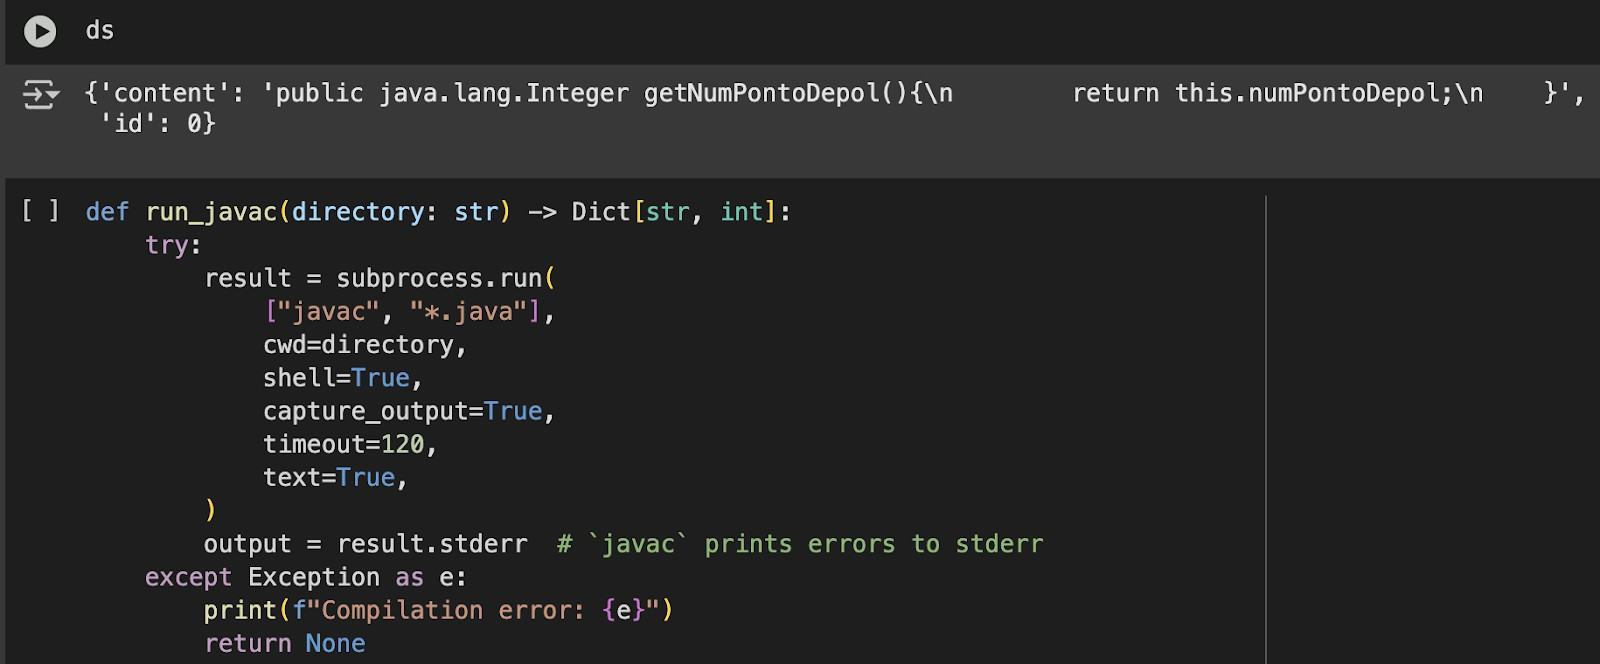 ds
{'content': 'public java.lang.Integer getNumPontoDepol(){\n        return this.numPontoDepol;\n    }',
 'id': 0}
[ ] def run_javac(directory: str) -> Dict[str, int]:
    try:
        result = subprocess.run(
            ["javac", "*.java"],
            cwd=directory,
            shell=True,
            capture_output=True,
            timeout=120,
            text=True,
        )
        output = result.stderr  # `javac` prints errors to stderr
    except Exception as e:
        print(f"Compilation error: {e}")
        return None